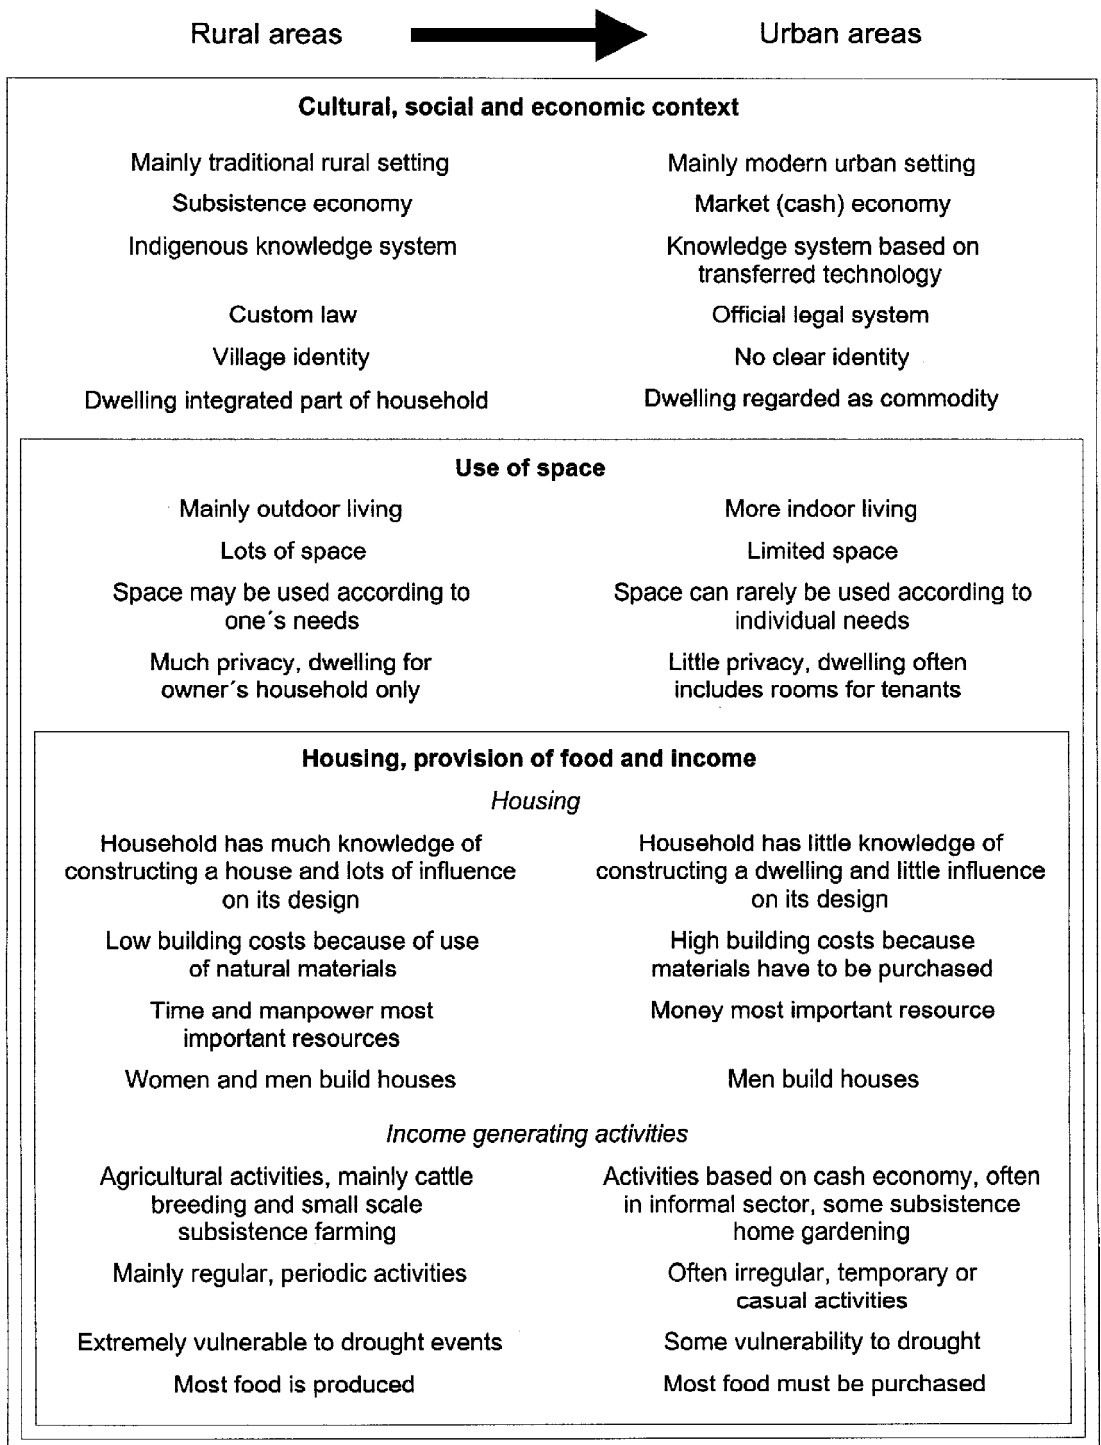 Rural areas
Urban areas
Cultural, social and economic context
Mainly traditional rural setting
Mainly modern urban setting
Subsistence economy
Market (cash) economy
Indigenous knowledge system
Knowledge system based on
transferred technology
Custom law
Official legal system
Village identity
No clear identity
Dwelling integrated part of household
Dwelling regarded as commodity
Use of space
Mainly outdoor living
More indoor living
Lots of space
Limited space
Space may be used according to
one´s needs
Space can rarely be used according to
individual needs
Much privacy, dwelling for
owner´s household only
Little privacy, dwelling often
includes rooms for tenants
Housing, provision of food and income
Housing
Household has much knowledge of
constructing a house and lots of influence
on its design
Household has little knowledge of
constructing a dwelling and little influence
on its design
Low building costs because of use
of natural materials
High building costs because
materials have to be purchased
Time and manpower most
important resources
Money most important resource
Women and men build houses
Men build houses
Income generating activities
Agricultural activities, mainly cattle
breeding and small scale
subsistence farming
Activities based on cash economy, often
in informal sector, some subsistence
home gardening
Mainly regular, periodic activities
Often irregular, temporary or
casual activities
Extremely vulnerable to drought events
Some vulnerability to drought
Most food is produced
Most food must be purchased